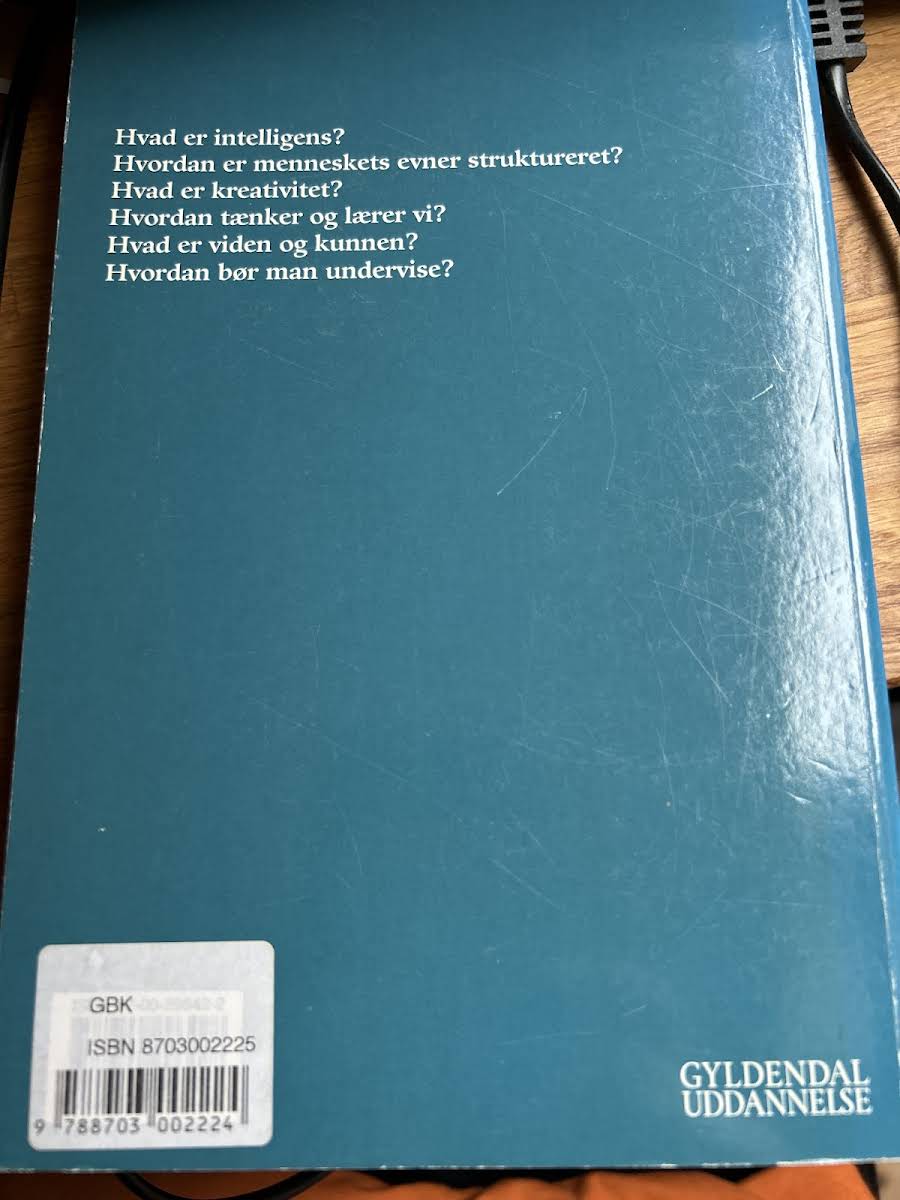 Hvad er intelligens?
Hvordan er menneskets evner struktureret?
Hvad er kreativitet?
Hvordan tænker og lærer vi?
Hvad er viden og kunnen?
Hvordan bør man undervise?
GBK
ISBN 8703002225
9 788703 002224
GYLDENDAL
UDDANNELSE